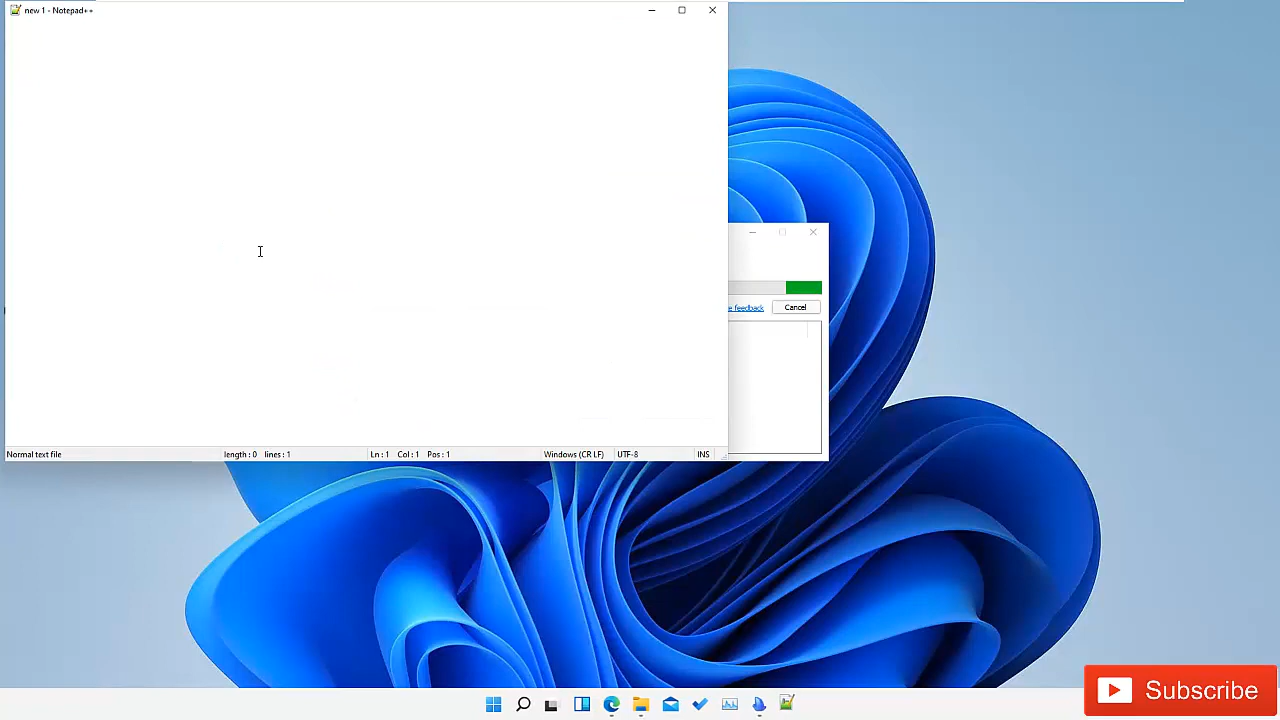 new 1 - Notepad++
e feedback
Cancel
Normal text file length : 0 lines : 1 Ln : 1 Col : 1 Pos : 1 Windows (CR LF) UTF-8 INS
Subscribe